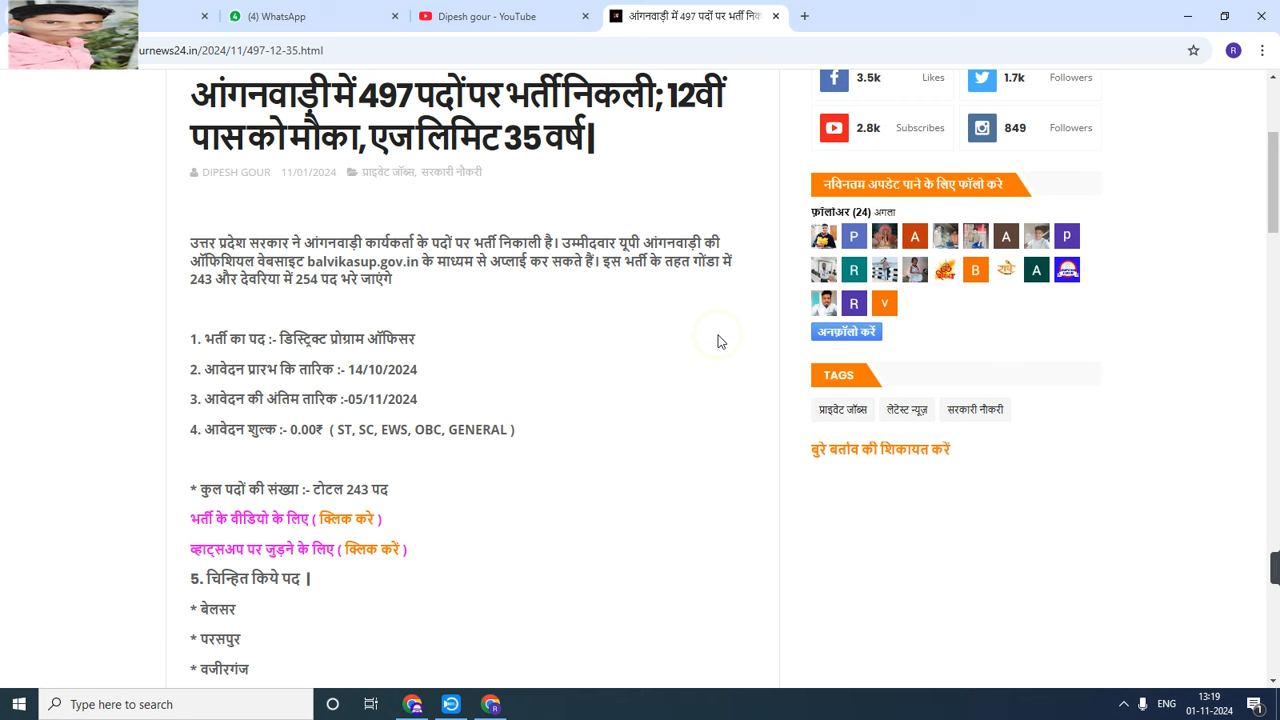 (4) WhatsApp
Dipesh gour - YouTube
आंगनवाड़ी में 497 पदों पर भर्ती निक
urnews24.in/2024/11/497-12-35.html
R
आंगनवाड़ी में 497 पदों पर भर्ती निकली; 12वीं
पास को मौका, एज लिमिट 35 वर्ष |
DIPESH GOUR 11/01/2024 प्राइवेट जॉब्स, सरकारी नौकरी
उत्तर प्रदेश सरकार ने आंगनवाड़ी कार्यकर्ता के पदों पर भर्ती निकाली है। उम्मीदवार यूपी आंगनवाड़ी की
ऑफिशियल वेबसाइट balvikasup.gov.in के माध्यम से अप्लाई कर सकते हैं। इस भर्ती के तहत गोंडा में
243 और देवरिया में 254 पद भरे जाएंगे
1. भर्ती का पद :- डिस्ट्रिक्ट प्रोग्राम ऑफिसर
2. आवेदन प्रारभ कि तारिक :- 14/10/2024
3. आवेदन की अंतिम तारिक :-05/11/2024
4. आवेदन शुल्क :- 0.00₹ ( ST, SC, EWS, OBC, GENERAL )
* कुल पदों की संख्या :- टोटल 243 पद
भर्ती के वीडियो के लिए ( क्लिक करे )
व्हाट्सअप पर जुड़ने के लिए ( क्लिक करें )
5. चिन्हित किये पद |
* बेलसर
* परसपुर
* वजीरगंज
3.5k Likes
1.7k Followers
2.8k Subscribes
849 Followers
नविनतम अपडेट पाने के लिए फॉलो करे
फ़ॉलोअर (24) अगला
P A A p
R B राधे A
R v
अनफ़ॉलो करें
TAGS
प्राइवेट जॉब्स लेटेस्ट न्यूज़ सरकारी नौकरी
बुरे बर्ताव की शिकायत करें
Type here to search
ENG
13:19
01-11-2024